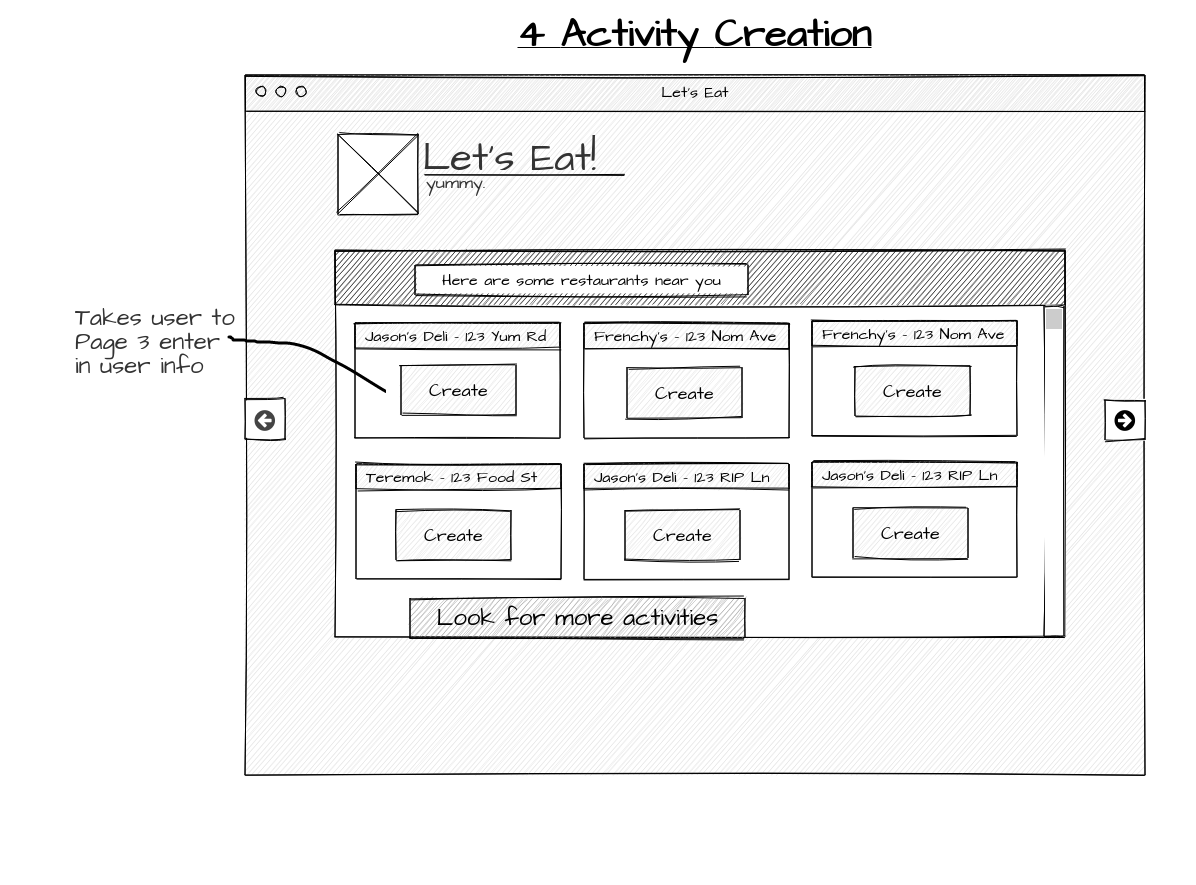 4 Activity Creation
Let's Eat
Let's Eat!
yummy.
Here are some restaurants near you
Takes user to
Page 3 enter
in user info
Jason's Deli - 123 Yum Rd
Create
Frenchy's - 123 Nom Ave
Create
Frenchy's - 123 Nom Ave
Create
Teremok - 123 Food St
Create
Jason's Deli - 123 RIP Ln
Create
Jason's Deli - 123 RIP Ln
Create
Look for more activities